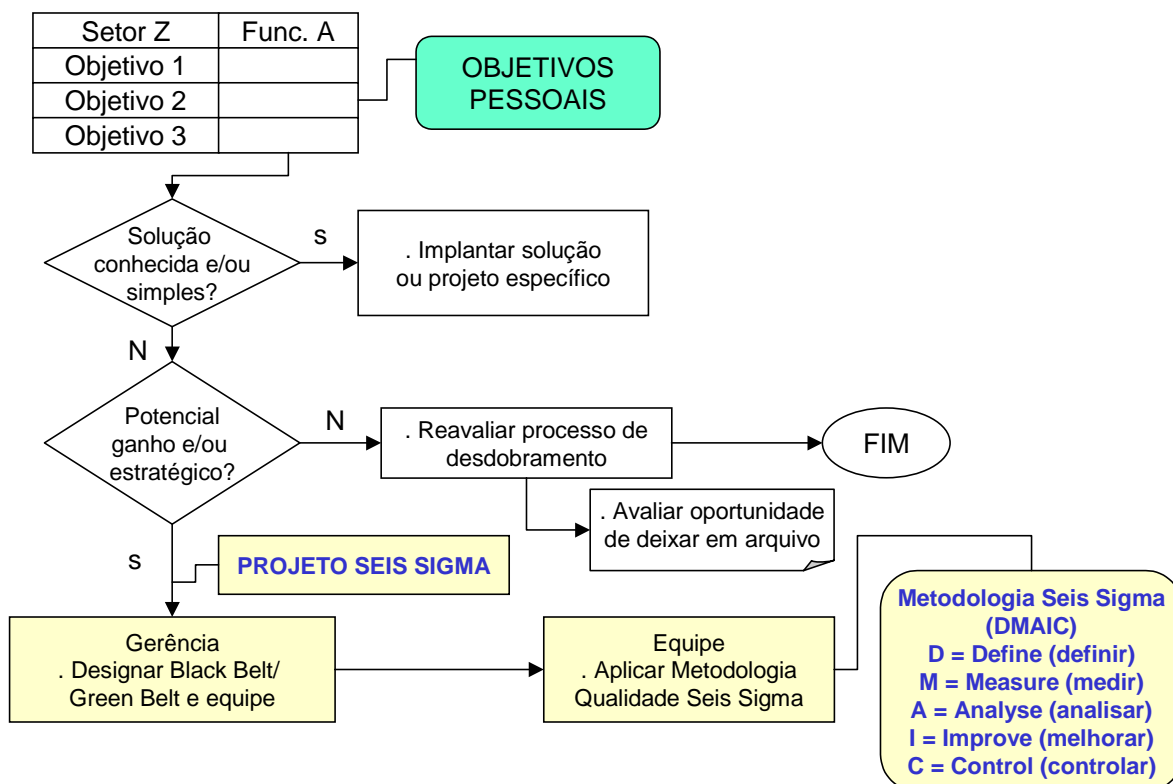 Setor Z
Func. A
Objetivo 1
Objetivo 2
Objetivo 3
OBJETIVOS
PESSOAIS
Solução
conhecida e/ou
simples?
s
. Implantar solução
ou projeto específico
N
Potencial
ganho e/ou
estratégico?
N
. Reavaliar processo de
desdobramento
FIM
. Avaliar oportunidade
de deixar em arquivo
s
PROJETO SEIS SIGMA
Gerência
. Designar Black Belt/
Green Belt e equipe
Equipe
. Aplicar Metodologia
Qualidade Seis Sigma
Metodologia Seis Sigma
(DMAIC)
D = Define (definir)
M = Measure (medir)
A = Analyse (analisar)
I = Improve (melhorar)
C = Control (controlar)